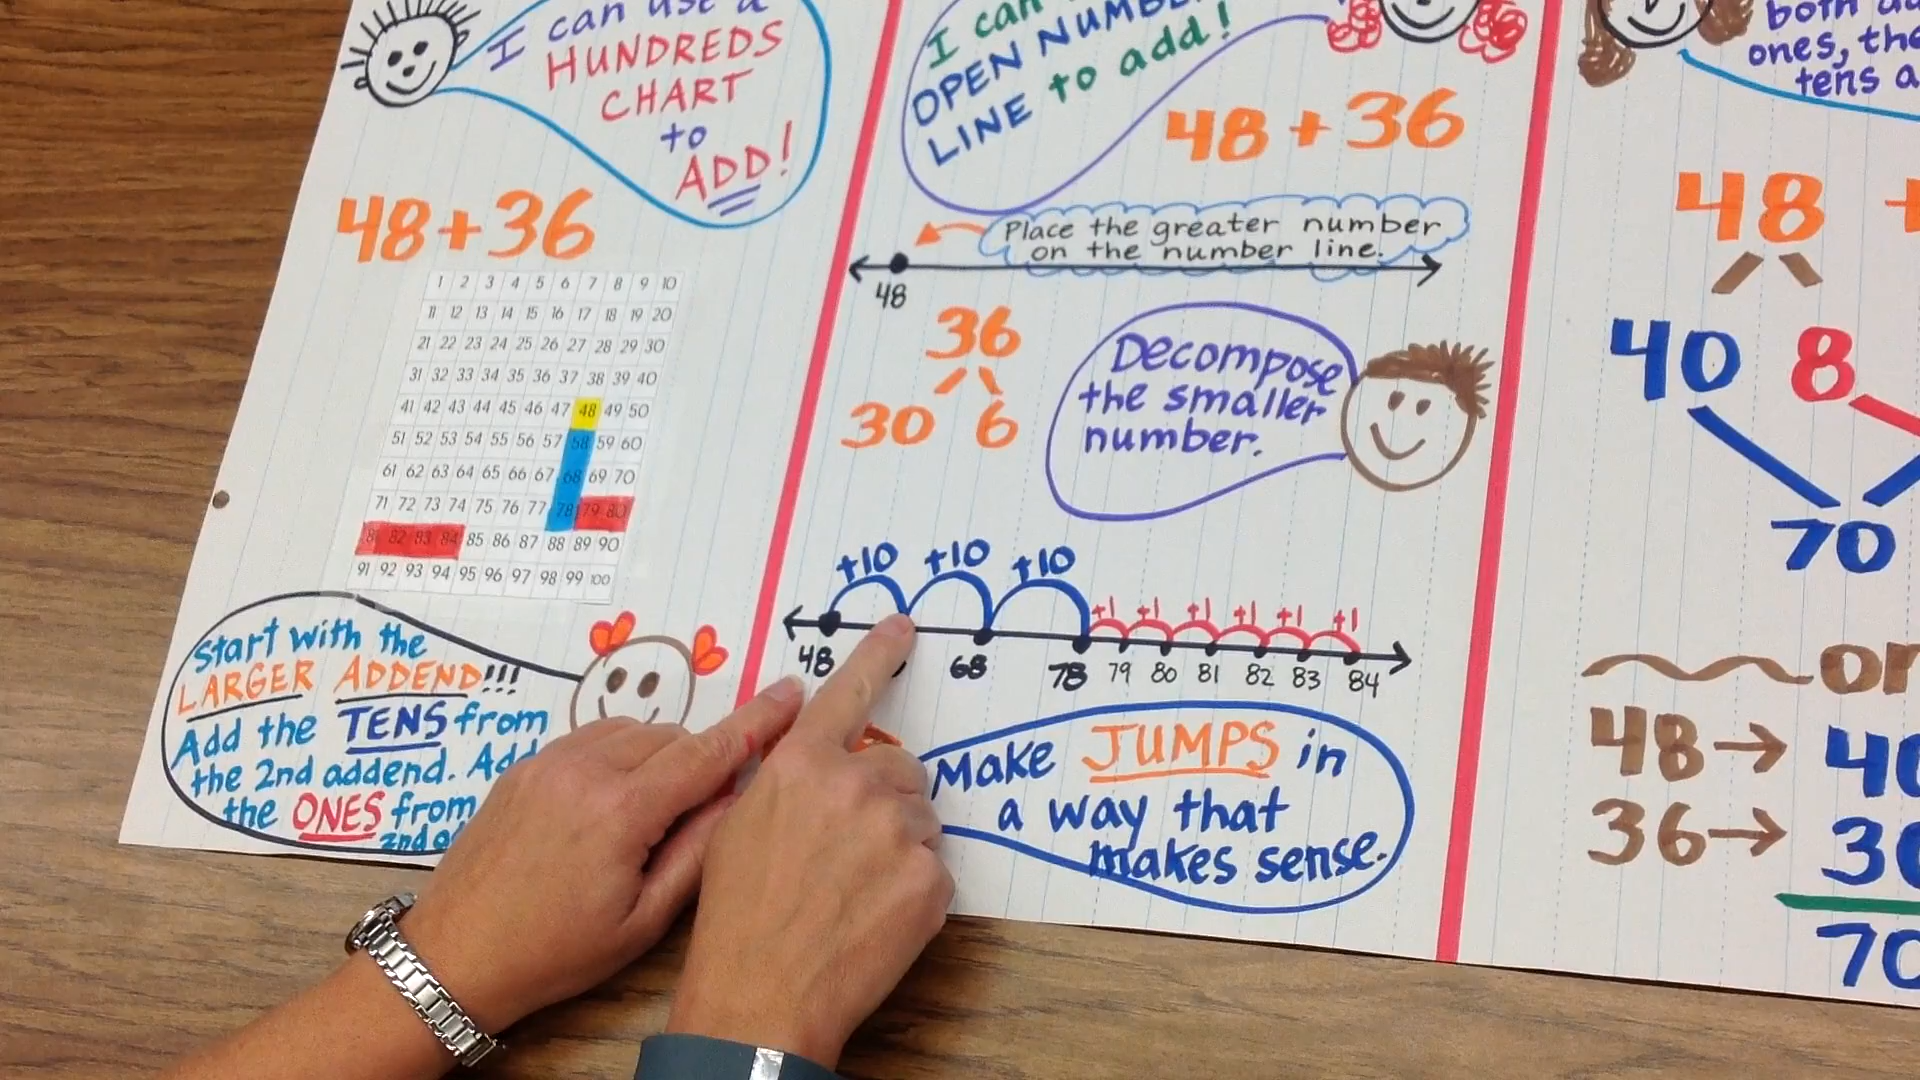 I can use a
HUNDREDS
CHART
to
ADD!
48+36
1 2 3 4 5 6 7 8 9 10
11 12 13 14 15 16 17 18 19 20
21 22 23 24 25 26 27 28 29 30
31 32 33 34 35 36 37 38 39 40
41 42 43 44 45 46 47 48 49 50
51 52 53 54 55 56 57 58 59 60
61 62 63 64 65 66 67 68 69 70
71 72 73 74 75 76 77 78 79 80
81 82 83 84 85 86 87 88 89 90
91 92 93 94 95 96 97 98 99 100
Start with the
LARGER ADDEND!!!
Add the TENS from
the 2nd addend. Add
the ONES from
2nd
I can
OPEN NUMBER
LINE to add!
48 + 36
Place the greater number
on the number line.
48
36
30 6
Decompose
the smaller
number.
+10 +10 +10 +1 +1 +1 +1 +1 +1
48 68 78 79 80 81 82 83 84
Make JUMPS in
a way that
makes sense.
both
ones, the
tens
48 +
40 8
70
or
48→ 40
36→ 30
70